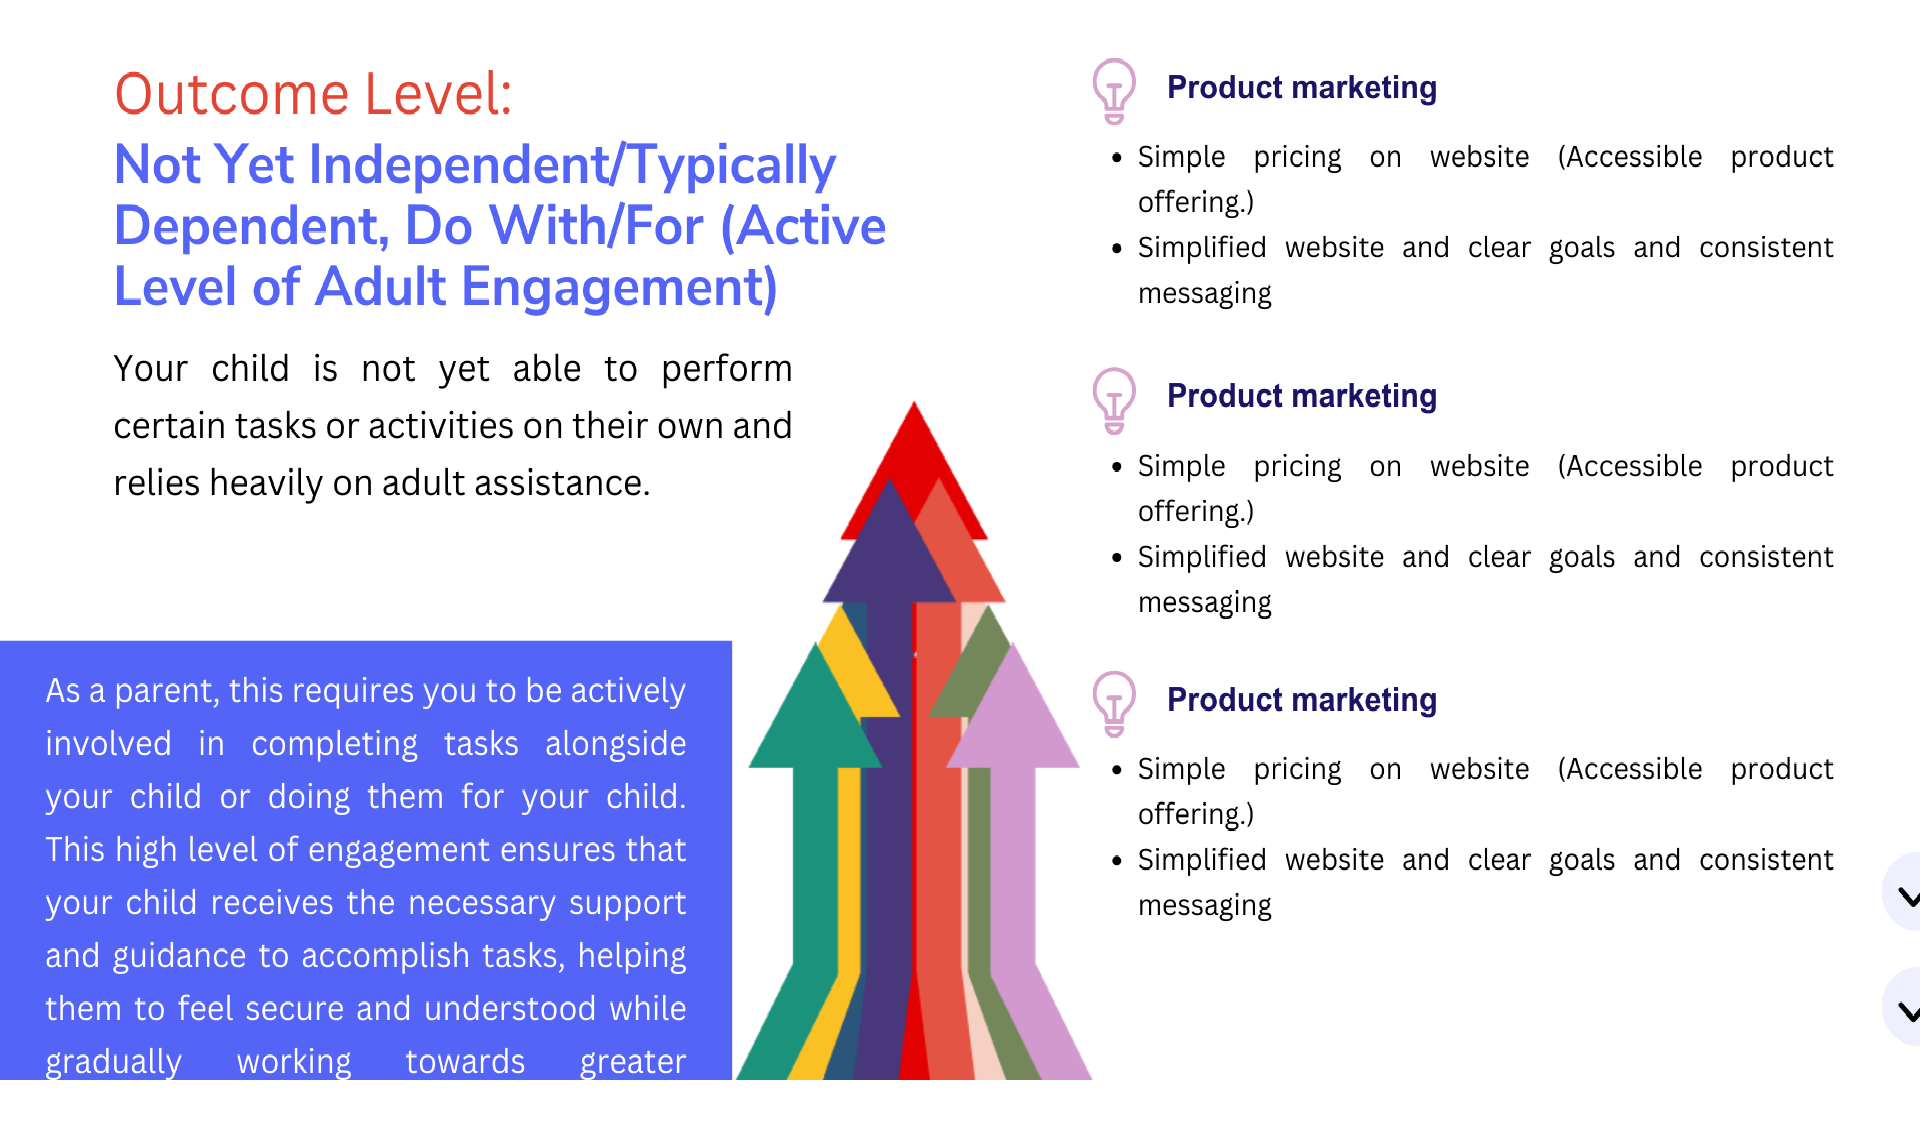 Outcome Level:
Not Yet Independent/Typically
Dependent, Do With/For (Active
Level of Adult Engagement)
Your child is not yet able to perform
certain tasks or activities on their own and
relies heavily on adult assistance.
As a parent, this requires you to be actively
involved in completing tasks alongside
your child or doing them for your child.
This high level of engagement ensures that
your child receives the necessary support
and guidance to accomplish tasks, helping
them to feel secure and understood while
gradually working towards greater
Product marketing
• Simple pricing on website (Accessible product
offering.)
• Simplified website and clear goals and consistent
messaging
Product marketing
• Simple pricing on website (Accessible product
offering.)
• Simplified website and clear goals and consistent
messaging
Product marketing
• Simple pricing on website (Accessible product
offering.)
• Simplified website and clear goals and consistent
messaging